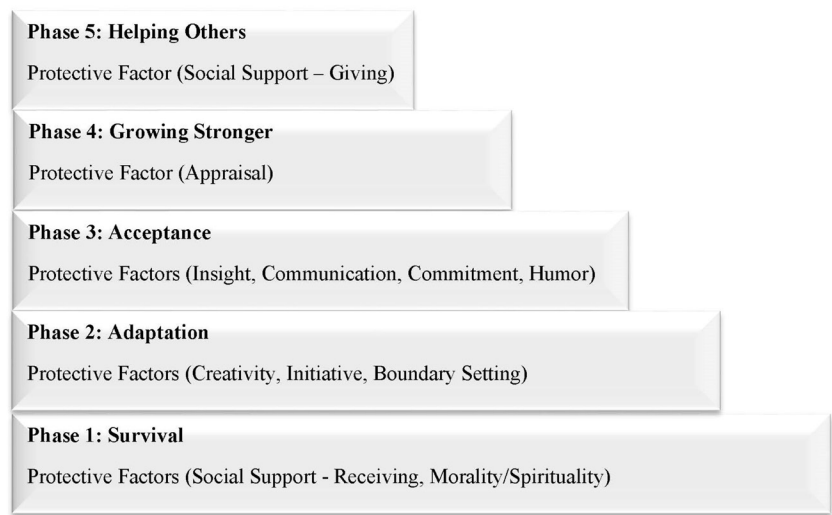 Phase 5: Helping Others
Protective Factor (Social Support – Giving)
Phase 4: Growing Stronger
Protective Factor (Appraisal)
Phase 3: Acceptance
Protective Factors (Insight, Communication, Commitment, Humor)
Phase 2: Adaptation
Protective Factors (Creativity, Initiative, Boundary Setting)
Phase 1: Survival
Protective Factors (Social Support - Receiving, Morality/Spirituality)